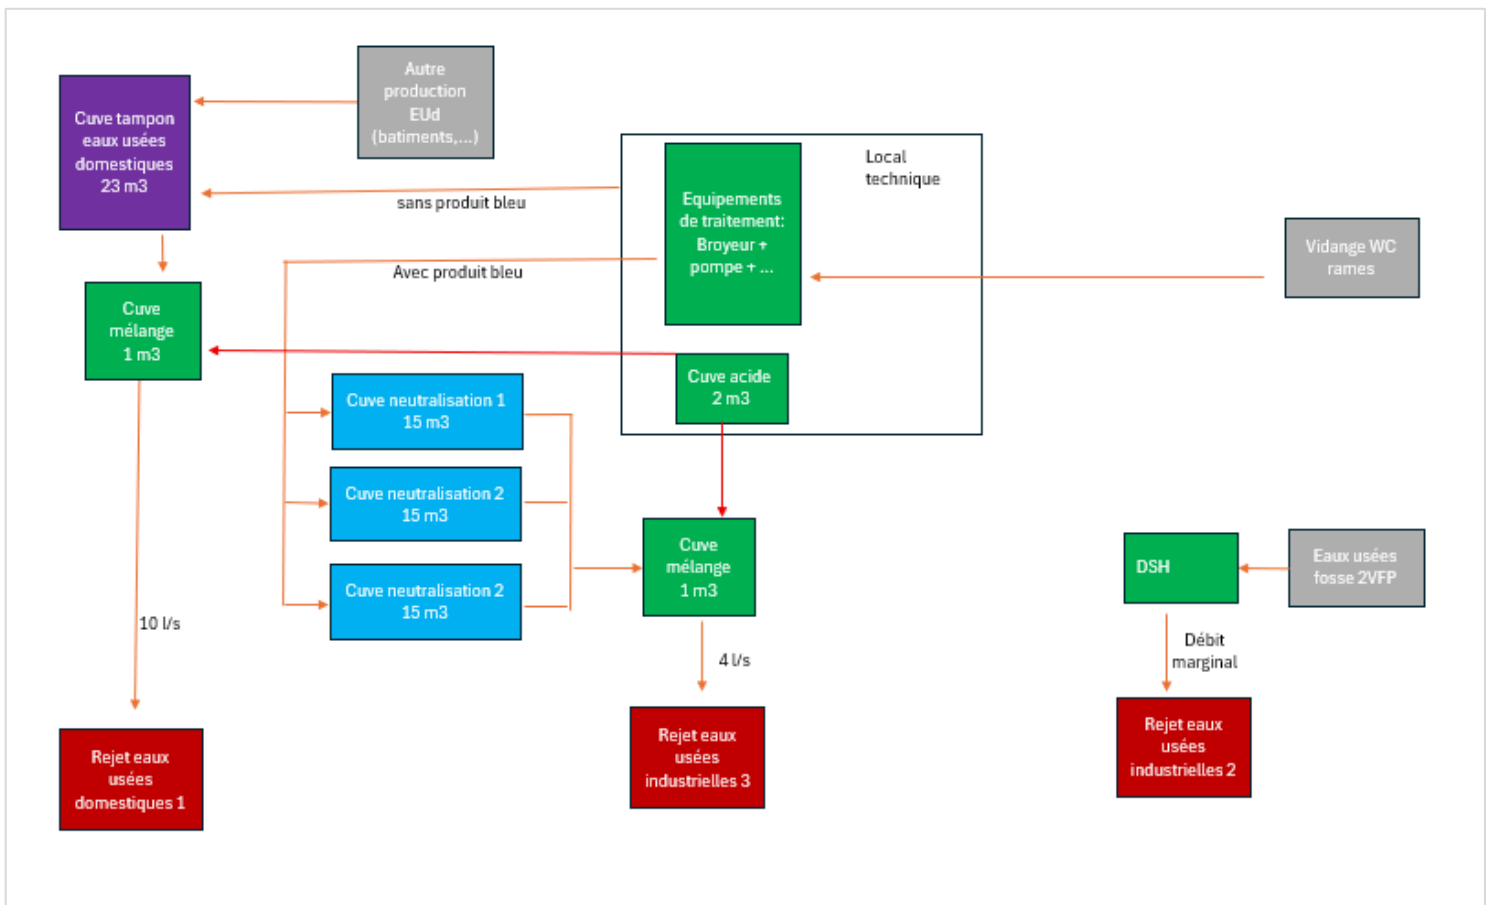 Autre
production
EUd
(batiments,...)
Cuve tampon
eaux usées
domestiques
23 m3
Local
technique
Equipements
de traitement:
Broyeur +
pompe + ...
sans produit bleu
Vidange WC
rames
Avec produit bleu
Cuve
mélange
1 m3
Cuve acide
2 m3
Cuve neutralisation 1
15 m3
Cuve neutralisation 2
15 m3
Cuve neutralisation 2
15 m3
Cuve
mélange
1 m3
DSH
Eaux usées
fosse 2VFP
10 l/s
4 l/s
Débit
marginal
Rejet eaux
usées
domestiques 1
Rejet eaux
usées
industrielles 3
Rejet eaux
usées
industrielles 2